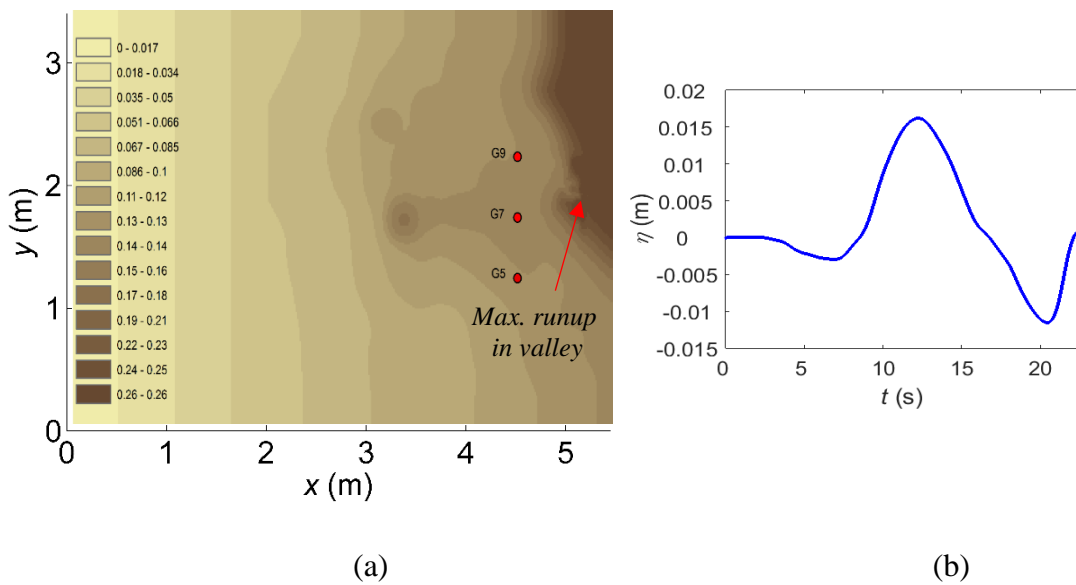 3
2
1
0
y (m)
0 - 0.017
0.018 - 0.034
0.035 - 0.05
0.051 - 0.066
0.067 - 0.085
0.086 - 0.1
0.11 - 0.12
0.13 - 0.13
0.14 - 0.14
0.15 - 0.16
0.17 - 0.18
0.19 - 0.21
0.22 - 0.23
0.24 - 0.25
0.26 - 0.26
G9
G7
G5
Max. runup
in valley
0 1 2 3 4 5
x (m)
(a)
0.02
0.015
0.01
0.005
0
-0.005
-0.01
-0.015
η (m)
0 5 10 15 20
t (s)
(b)